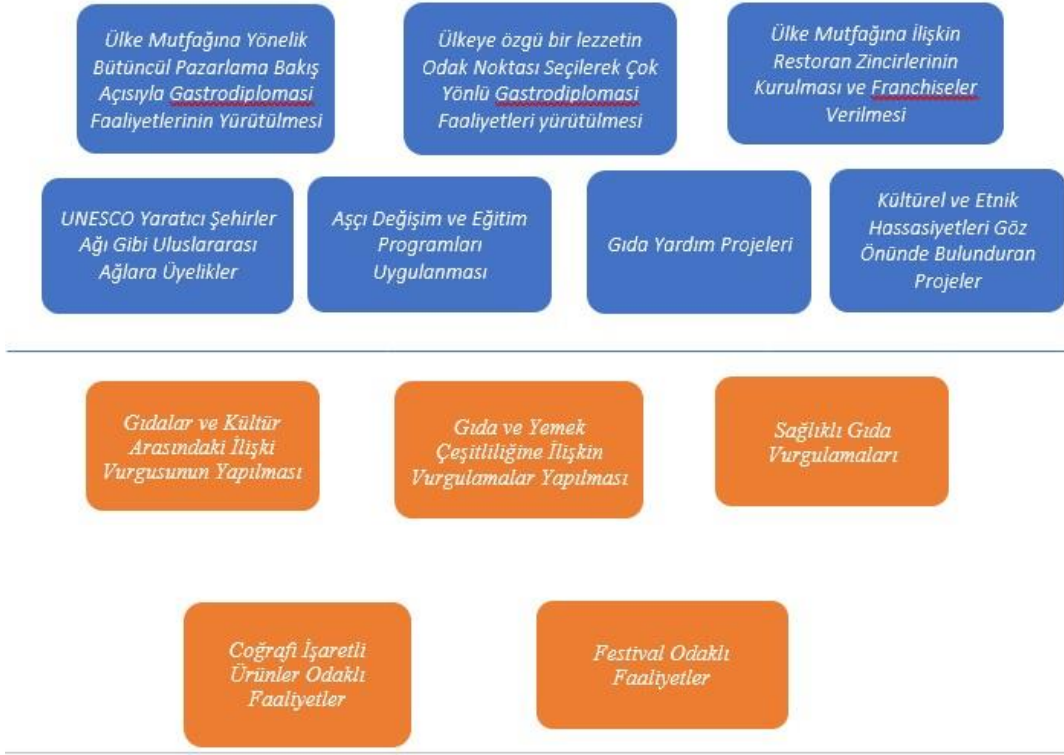 Ülke Mutfağına Yönelik
Bütüncül Pazarlama Bakış
Açısıyla Gastrodiplomasi
Faaliyetlerinin Yürütülmesi
Ülkeye özgü bir lezzetin
Odak Noktası Seçilerek Çok
Yönlü Gastrodiplomasi
Faaliyetleri yürütülmesi
Ülke Mutfağına İlişkin
Restoran Zincirlerinin
Kurulması ve Franchiseler
Verilmesi
UNESCO Yaratıcı Şehirler
Ağı Gibi Uluslararası
Ağlara Üyelikler
Aşçı Değişim ve Eğitim
Programları
Uygulanması
Gıda Yardım Projeleri
Kültürel ve Etnik
Hassasiyetleri Göz
Önünde Bulunduran
Projeler
Gıdalar ve Kültür
Arasındaki İlişki
Vurgusunun Yapılması
Gıda ve Yemek
Çeşitliliğine İlişkin
Vurgulamalar Yapılması
Sağlıklı Gıda
Vurgulamaları
Coğrafi İşaretli
Ürünler Odaklı
Faaliyetler
Festival Odaklı
Faaliyetler